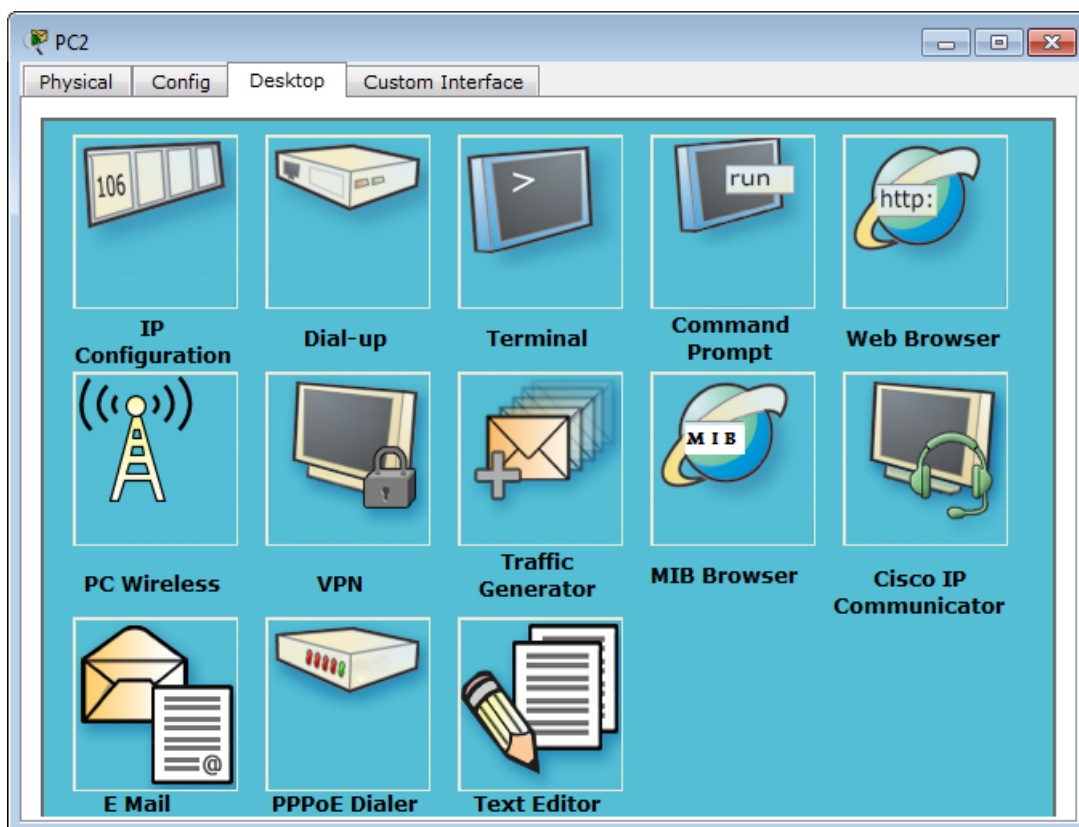 PC2
Physical Config Desktop Custom Interface
106
>
run
http:
IP
Configuration
Dial-up
Terminal
Command
Prompt
Web Browser
MIB
PC Wireless
VPN
Traffic
Generator
MIB Browser
Cisco IP
Communicator
@
E Mail
PPPoE Dialer
Text Editor